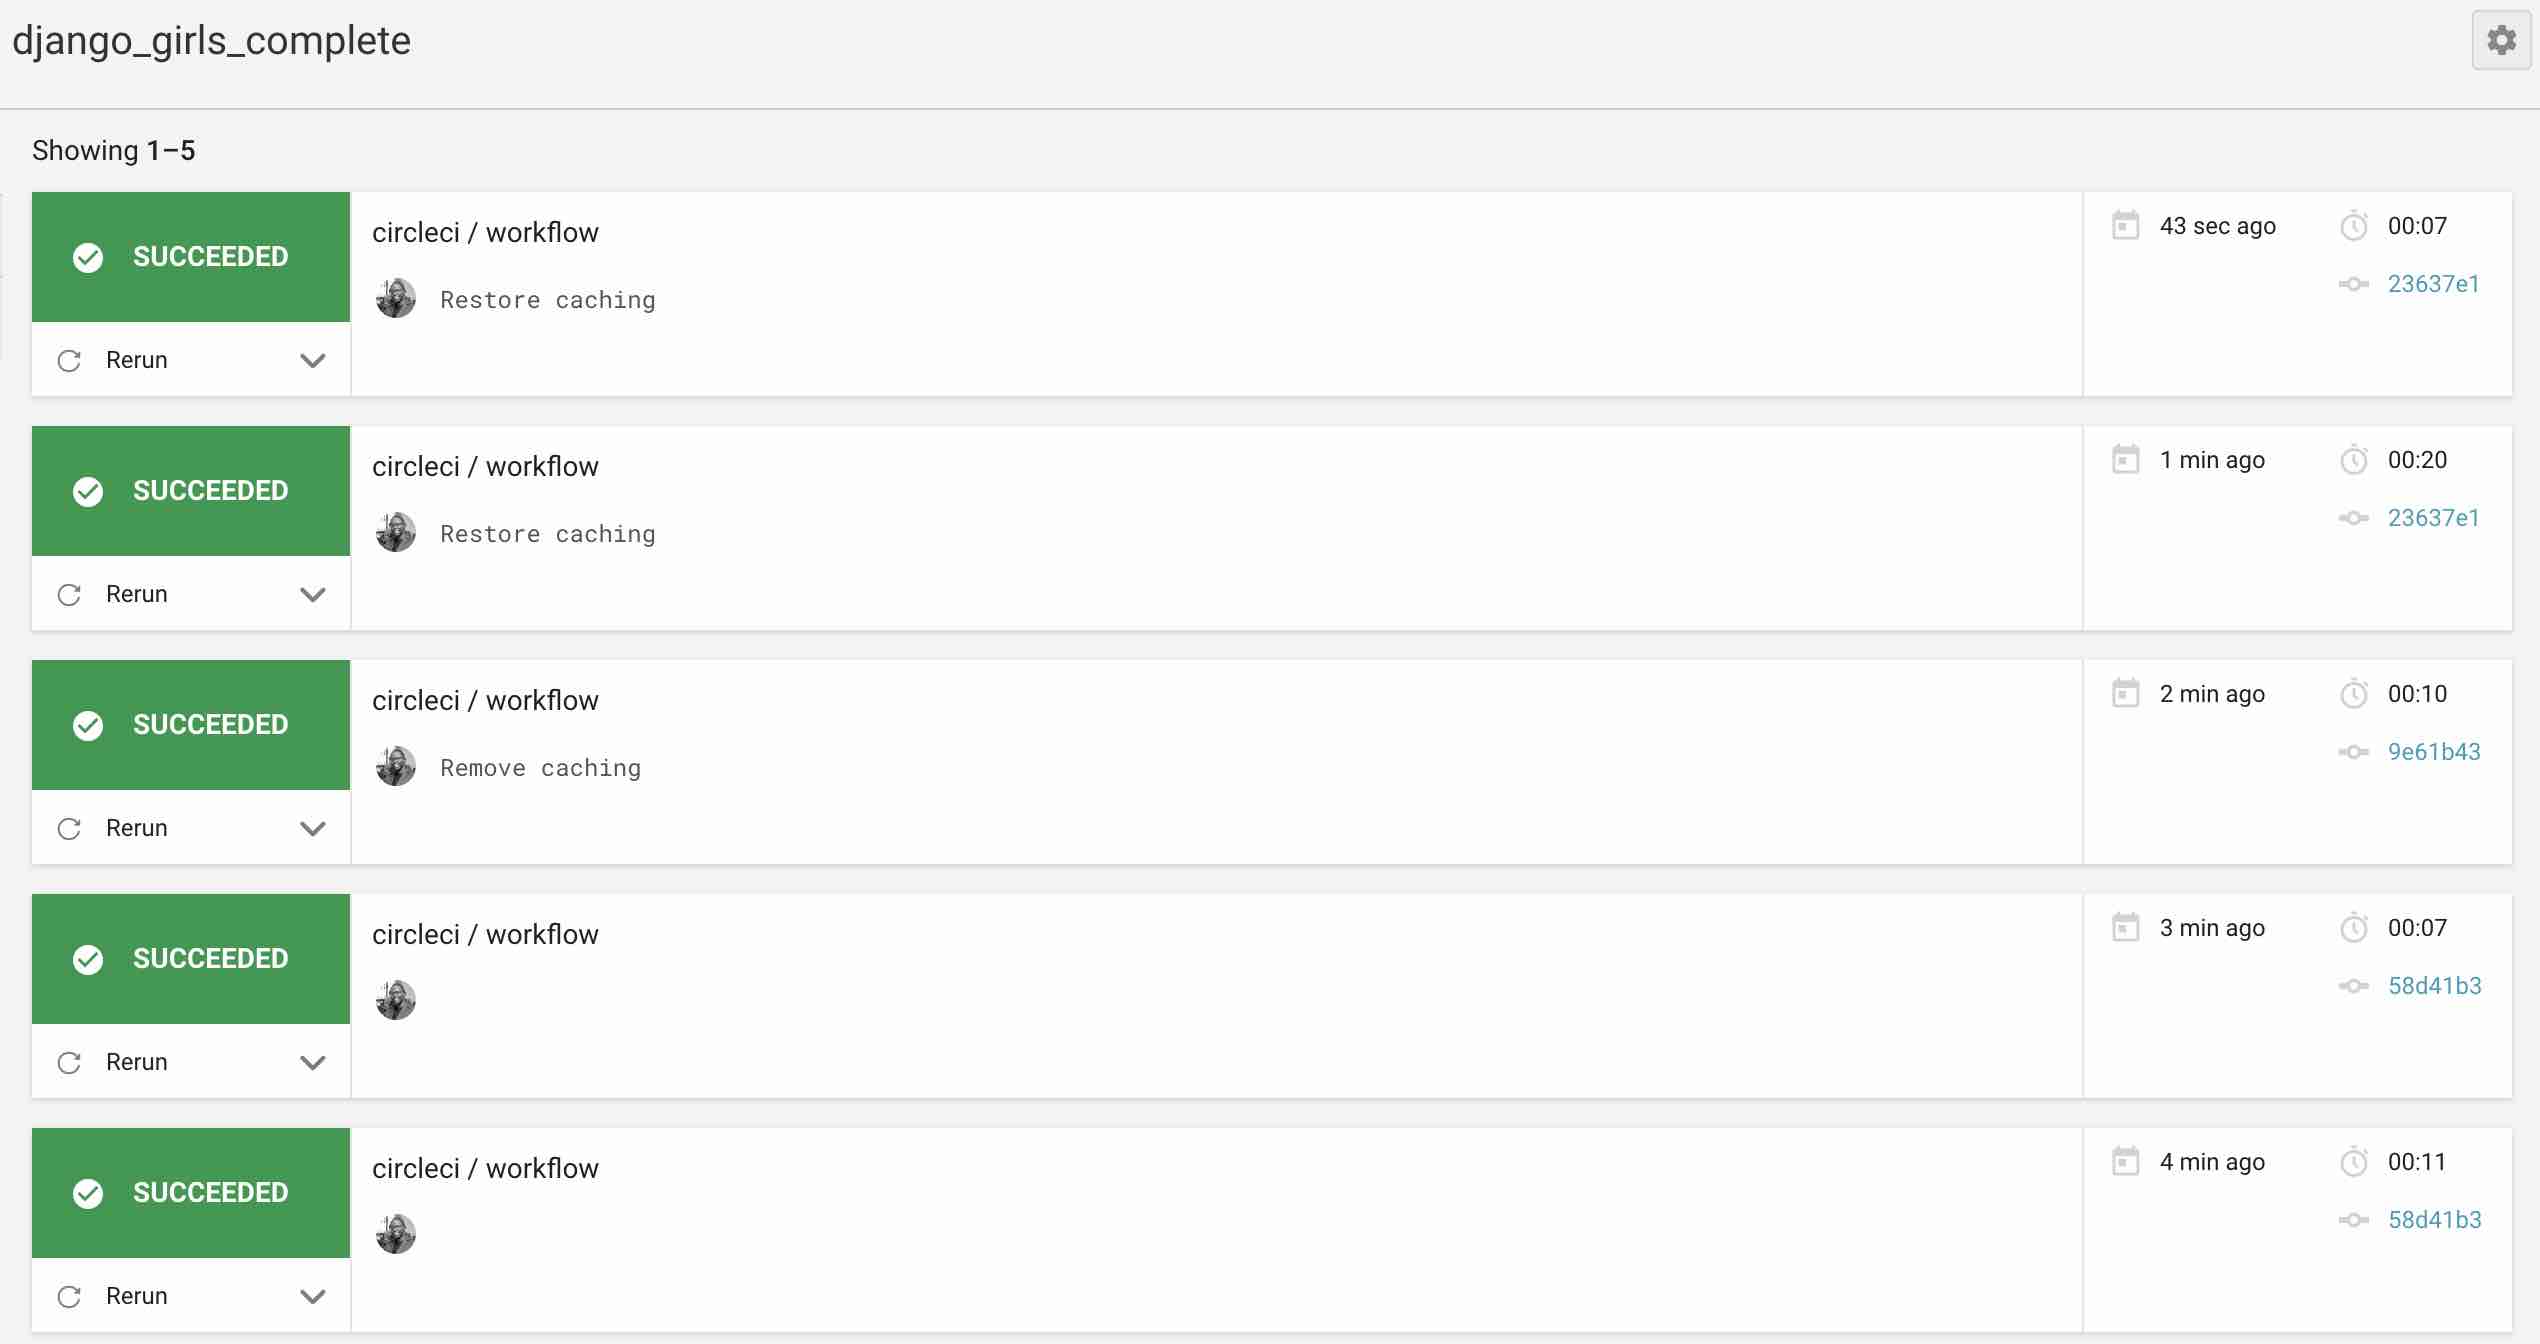 django_girls_complete
Showing 1–5
SUCCEEDED
circleci / workflow
Restore caching
43 sec ago
00:07
23637e1
Rerun
SUCCEEDED
circleci / workflow
Restore caching
1 min ago
00:20
23637e1
Rerun
SUCCEEDED
circleci / workflow
Remove caching
2 min ago
00:10
9e61b43
Rerun
SUCCEEDED
circleci / workflow
3 min ago
00:07
58d41b3
Rerun
SUCCEEDED
circleci / workflow
4 min ago
00:11
58d41b3
Rerun